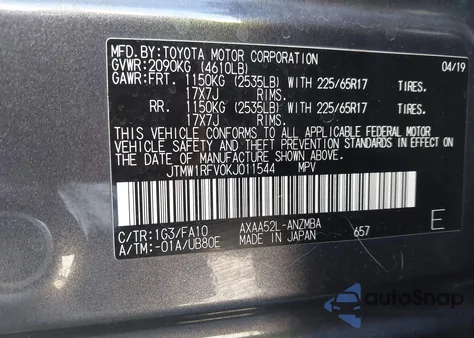 MFD.BY:TOYOTA MOTOR CORPORATION 04/19
GVWR:2090KG (4610LB)
GAWR:FRT. 1150KG (2535LB) WITH 225/65R17 TIRES.
17X7J RIMS.
RR. 1150KG (2535LB) WITH 225/65R17 TIRES.
17X7J RIMS.
THIS VEHICLE CONFORMS TO ALL APPLICABLE FEDERAL MOTOR
VEHICLE SAFETY AND THEFT PREVENTION STANDARDS IN EFFECT
ON THE DATE OF MANUFACTURE SHOWN ABOVE.
JTMW1RFV0KJ011544 MPV
C/TR:1G3/FA10 AXAA52L-ANZMBA E
A/TM:-01A/UB80E MADE IN JAPAN 657
AutoSnap